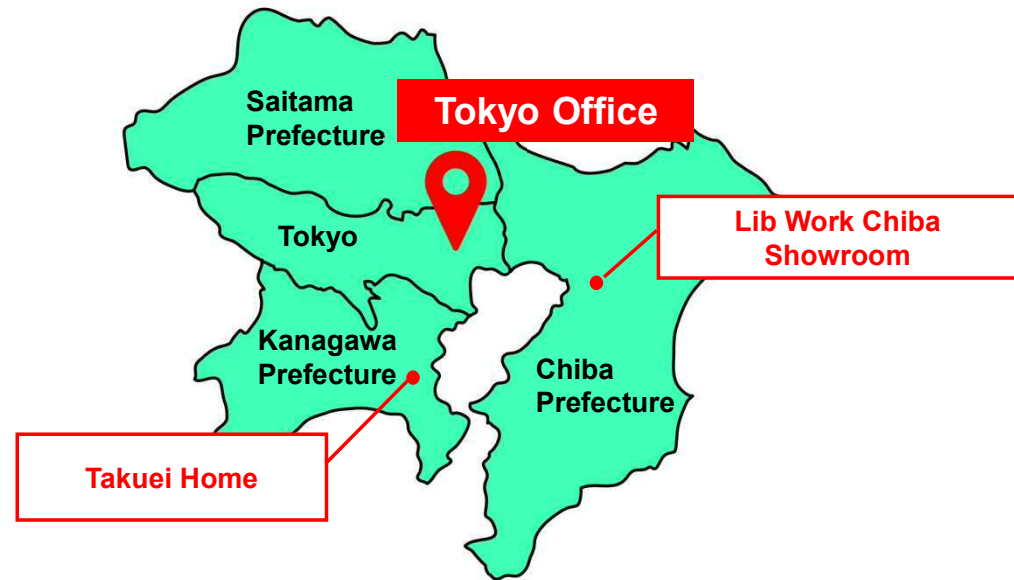 Saitama
Prefecture
Tokyo Office
Tokyo
Lib Work Chiba
Showroom
Kanagawa
Prefecture
Chiba
Prefecture
Takuei Home